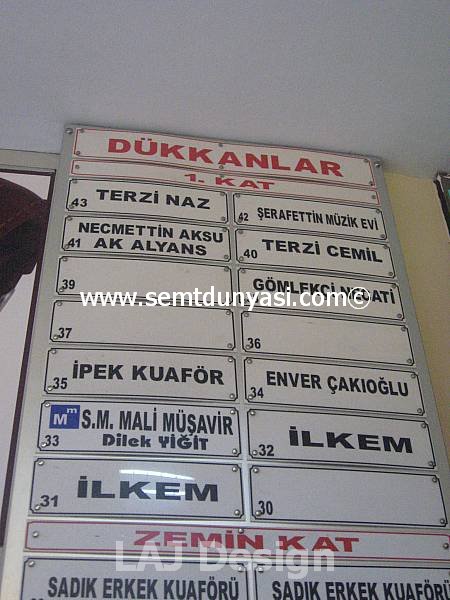 DÜKKANLAR
1. KAT
43 TERZİ NAZ
42 ŞERAFETTİN MÜZİK EVİ
41 NECMETTİN AKSU
AK ALYANS
40 TERZİ CEMİL
39
GÖMLEKÇİ
www.semtdunyasi.com©
37
36
35 İPEK KUAFÖR
34 ENVER ÇAKIOĞLU
Mm S.M. MALİ MÜŞAVİR
33 Dilek YİĞİT
32 İLKEM
31 İLKEM
30
ZEMİN KAT
LAJ Design
SADIK ERKEK KUAFÖRÜ
SADIK ERKEK KUAFÖRÜ